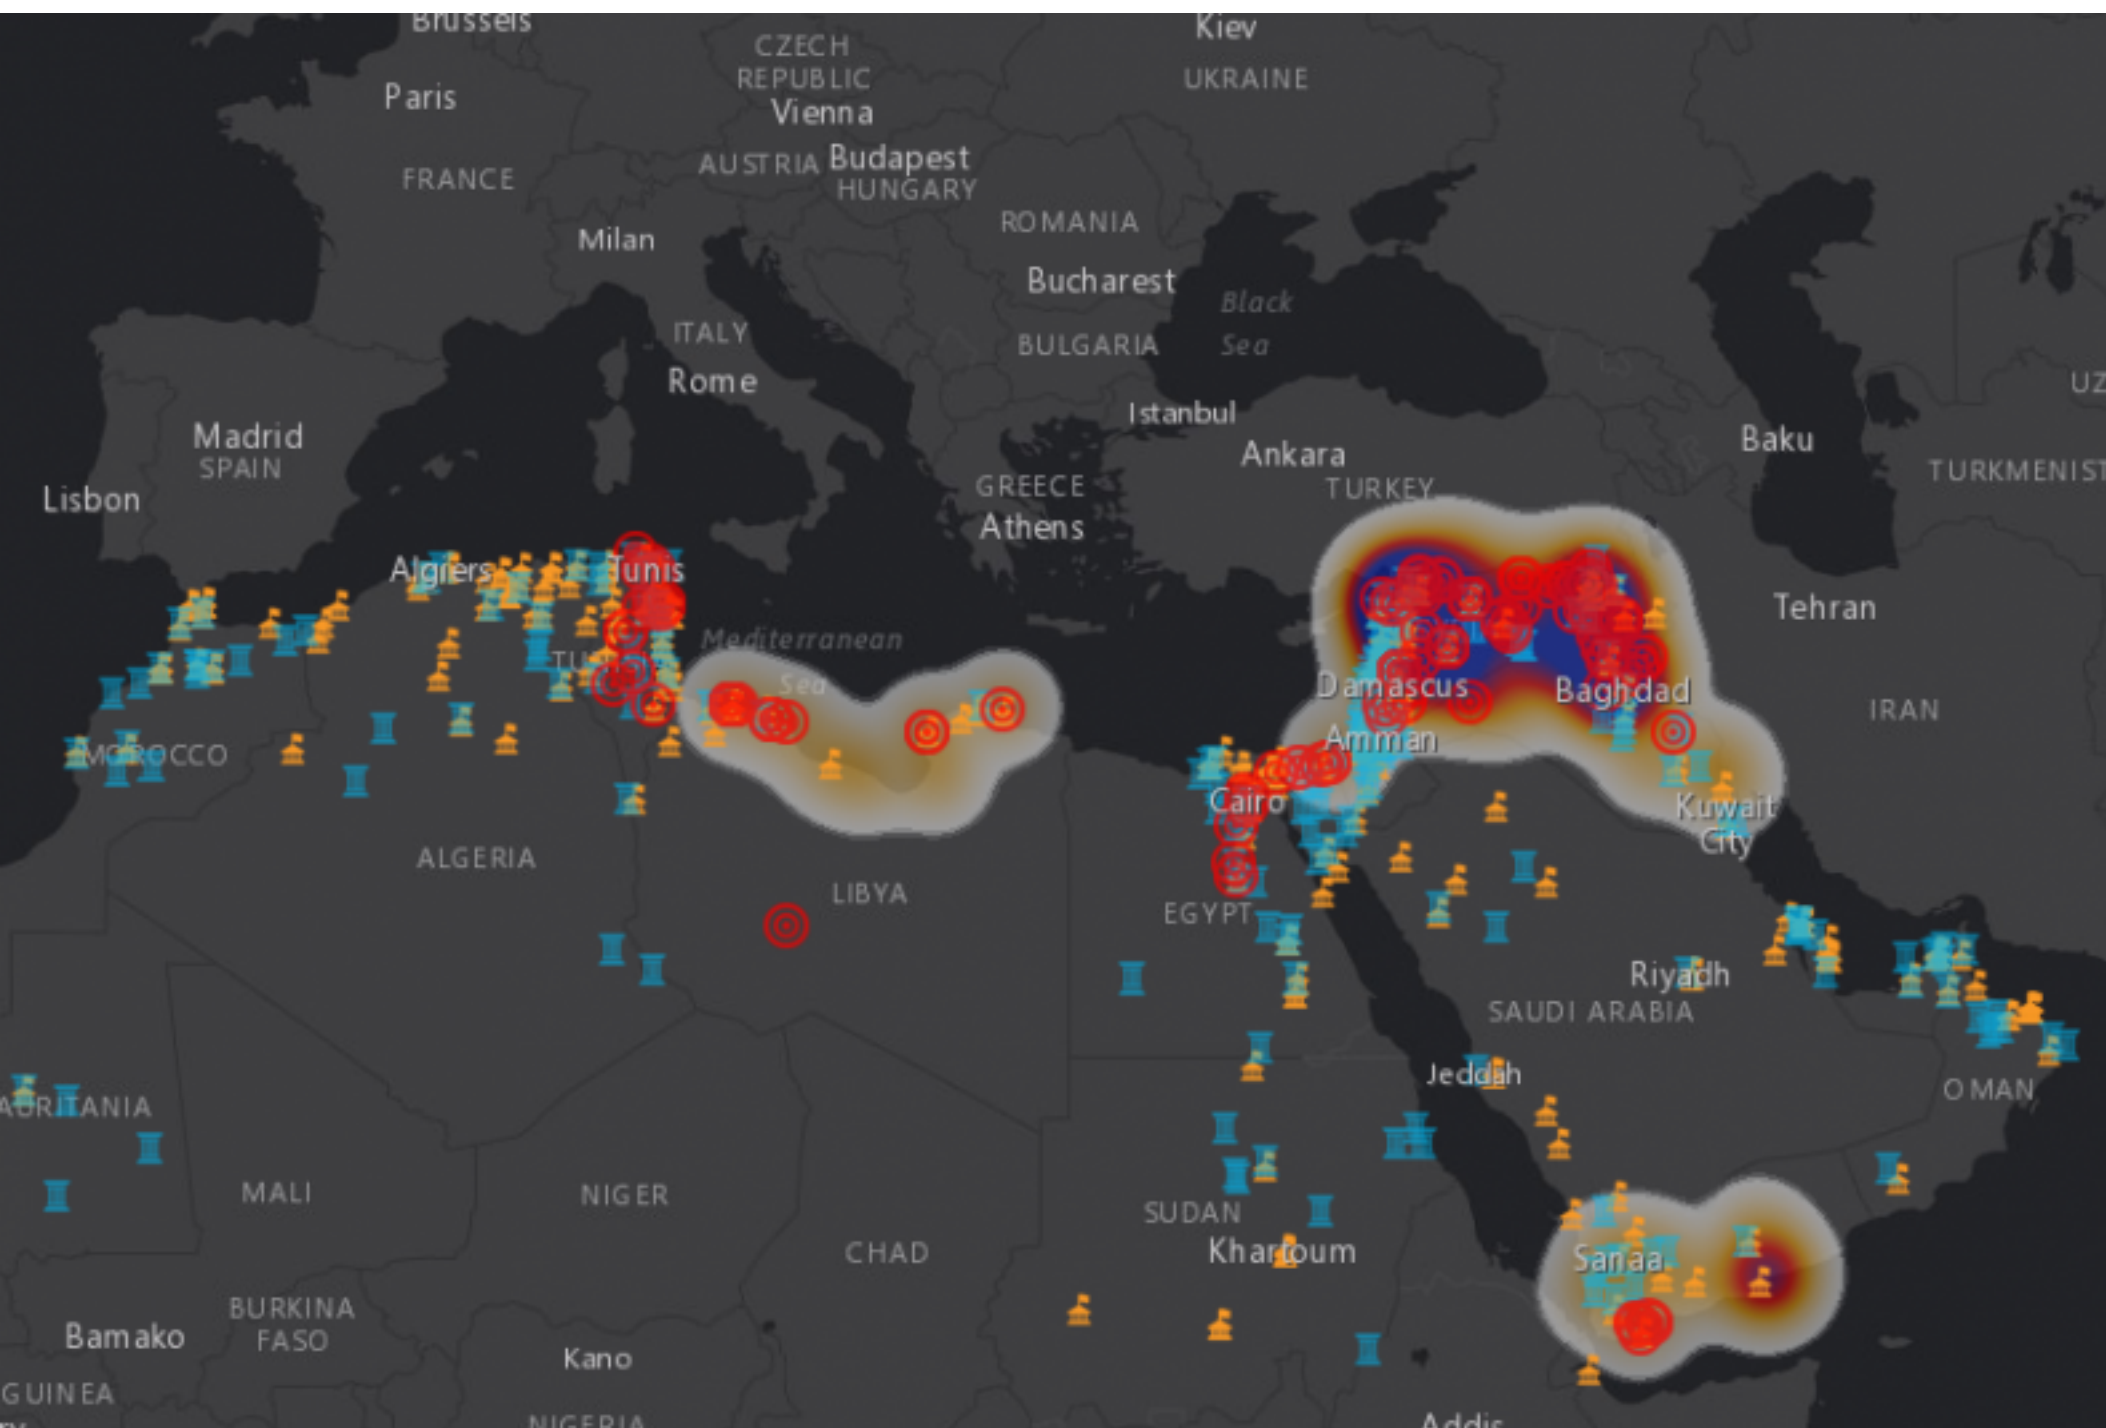 Brussels
Kiev
CZECH
REPUBLIC
UKRAINE
Paris
Vienna
AUSTRIA
Budapest
FRANCE
HUNGARY
ROMANIA
Milan
Bucharest
Black
Sea
ITALY
BULGARIA
Rome
UZ
Istanbul
Madrid
Baku
Ankara
SPAIN
TURKMENIST
GREECE
TURKEY
Lisbon
Athens
Algiers
Tunis
Tehran
Mediterranean
Sea
Damascus
Baghdad
IRAN
Amman
MOROCCO
Cairo
Kuwait
City
ALGERIA
LIBYA
EGYPT
Riyadh
SAUDI ARABIA
Jeddah
OMAN
AURITANIA
MALI
NIGER
SUDAN
Khartoum
CHAD
Sanaa
BURKINA
FASO
Bamako
Kano
GUINEA
NIGERIA
Addis